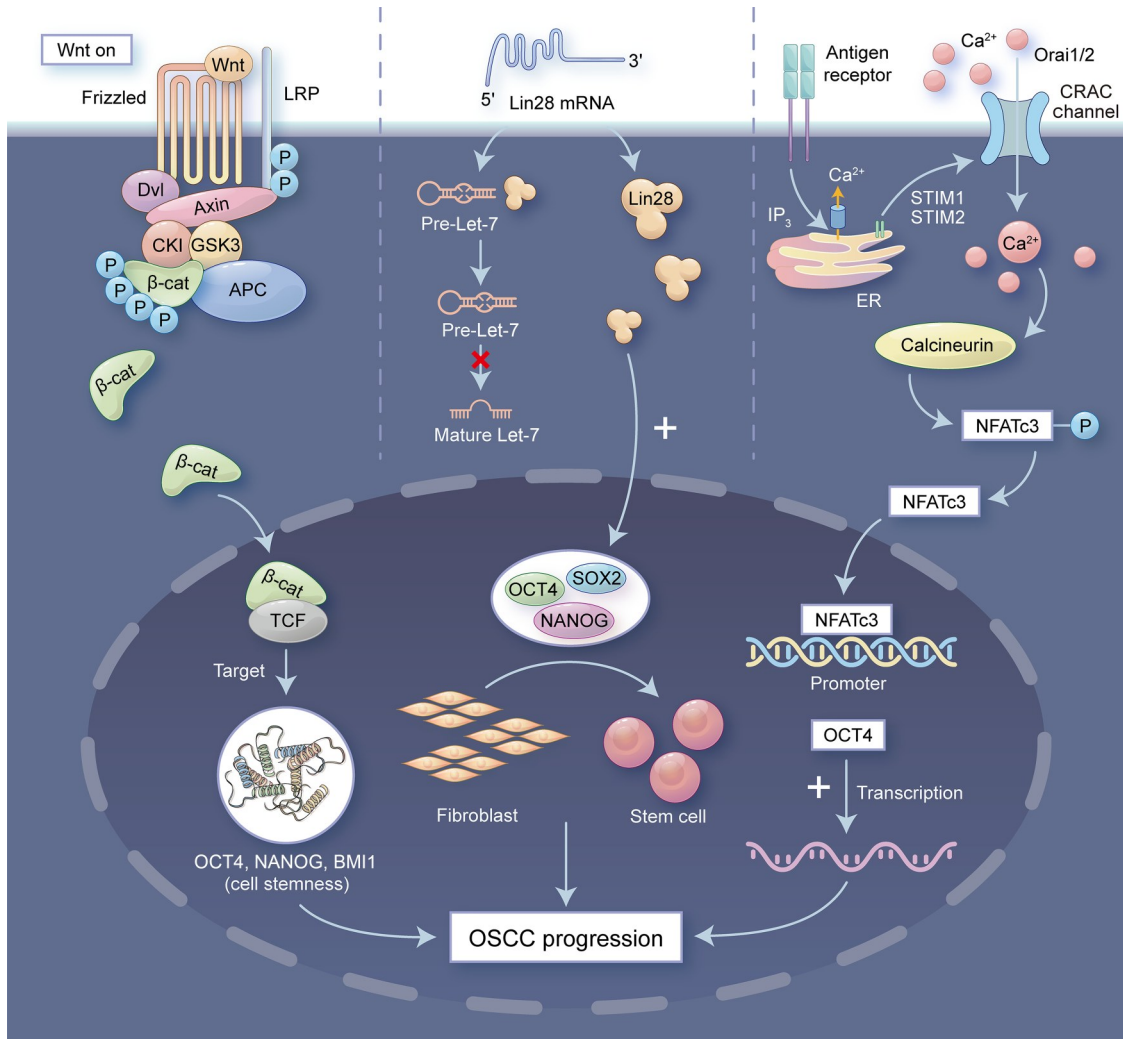 Wnt on
Wnt
Frizzled
LRP
P
P
Dvl
Axin
CKI
GSK3
P
P
P
P
β-cat
APC
β-cat
β-cat
β-cat
TCF
Target
OCT4, NANOG, BMI1
(cell stemness)
3'
5'
Lin28 mRNA
Pre-Let-7
Lin28
Pre-Let-7
Mature Let-7
+
OCT4
SOX2
NANOG
Fibroblast
Stem cell
OSCC progression
Antigen
receptor
Ca2+
Orai1/2
CRAC
channel
Ca2+
IP3
STIM1
STIM2
ER
Ca2+
Calcineurin
NFATc3
P
NFATc3
NFATc3
Promoter
OCT4
+
Transcription